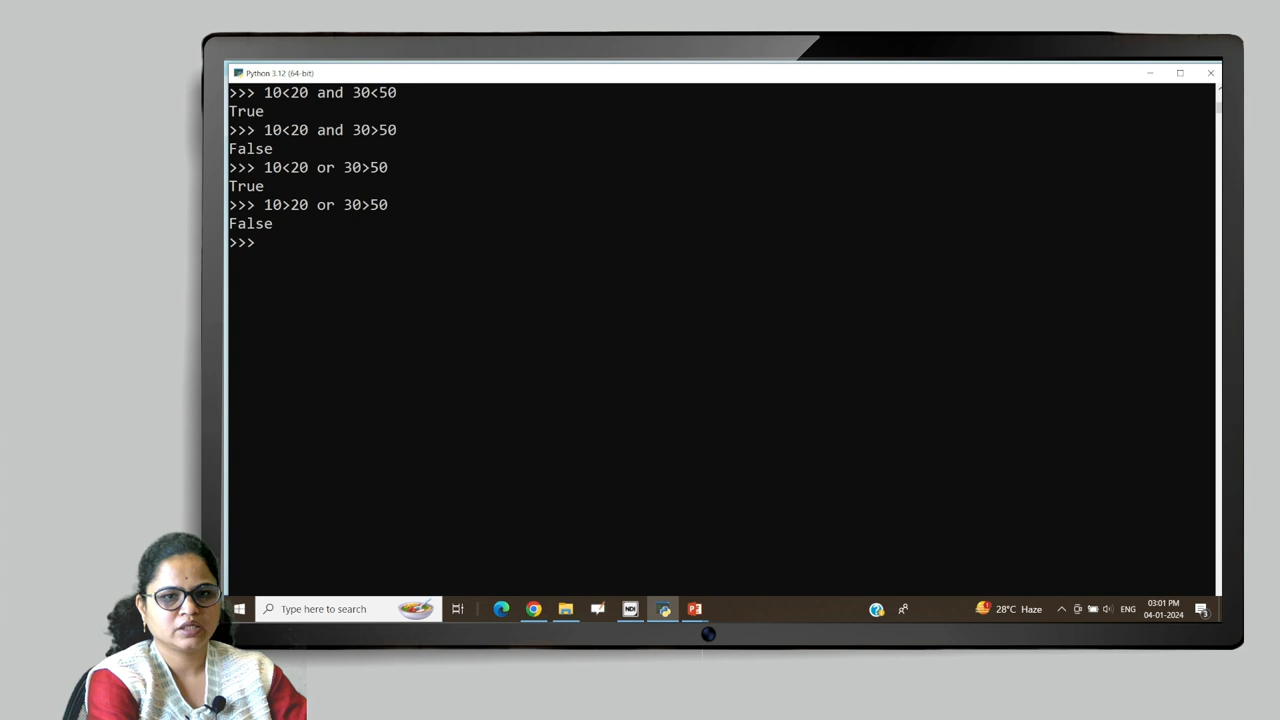 Python 3.12 (64-bit)
>>> 10<20 and 30<50
True
>>> 10<20 and 30>50
False
>>> 10<20 or 30>50
True
>>> 10>20 or 30>50
False
>>>
Type here to search
NDI
28°C Haze
ENG
03:01 PM
04-01-2024
3